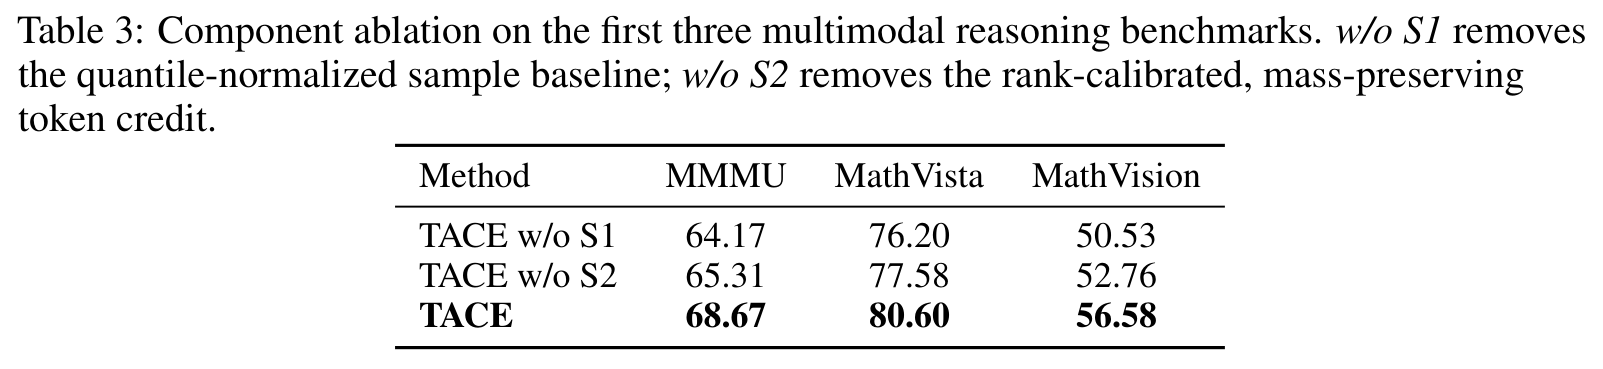 Table 3: Component ablation on the first three multimodal reasoning benchmarks. w/o S1 removes
the quantile-normalized sample baseline; w/o S2 removes the rank-calibrated, mass-preserving
token credit.
Method MMMU MathVista MathVision
TACE w/o S1 64.17 76.20 50.53
TACE w/o S2 65.31 77.58 52.76
TACE 68.67 80.60 56.58